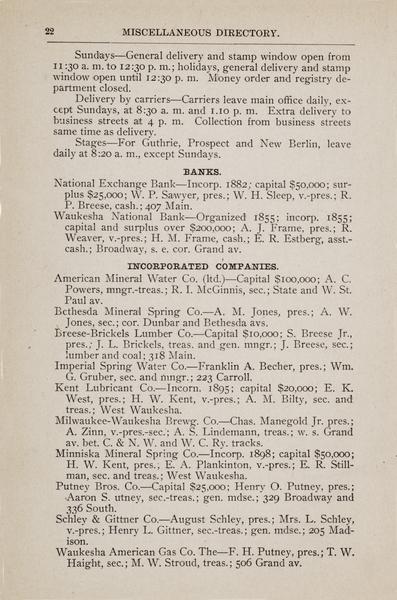 22 MISCELLANEOUS DIRECTORY.
Sundays—General delivery and stamp window open from
11:30 a. m. to 12:30 p. m.; holidays, general delivery and stamp
window open until 12:30 p. m. Money order and registry de-
partment closed.
Delivery by carriers—Carriers leave main office daily, ex-
cept Sundays, at 8:30 a. m. and 1.10 p. m. Extra delivery to
business streets at 4 p. m. Collection from business streets
same time as delivery.
Stages—For Guthrie, Prospect and New Berlin, leave
daily at 8:20 a. m., except Sundays.
BANKS.
National Exchange Bank—Incorp. 1882; capital $50,000; sur-
plus $25,000; W. P. Sawyer, pres.; W. H. Sleep, v.-pres.; R.
P. Breese, cash.; 407 Main.
Waukesha National Bank—Organized 1855; incorp. 1855;
capital and surplus over $200,000; A. J. Frame, pres.; R.
Weaver, v.-pres.; H. M. Frame, cash.; E. R. Estberg, asst.-
cash.; Broadway, s. e. cor. Grand av.
INCORPORATED COMPANIES.
American Mineral Water Co. (ltd.)—Capital $100,000; A. C.
Powers, mngr.-treas.; R. I. McGinnis, sec.; State and W. St.
Paul av.
Bethesda Mineral Spring Co.—A. M. Jones, pres.; A. W.
Jones, sec.; cor. Dunbar and Bethesda avs.
Breese-Brickels Lumber Co.—Capital $10,000; S. Breese Jr.,
pres.; J. L. Brickels, treas. and gen. mngr.; J. Breese, sec.;
lumber and coal; 318 Main.
Imperial Spring Water Co.—Franklin A. Becher, pres.; Wm.
G. Gruber, sec. and mngr.; 223 Carroll.
Kent Lubricant Co.—Incorn. 1895; capital $20,000; E. K.
West, pres.; H. W. Kent, v.-pres.; A. M. Bilty, sec. and
treas.; West Waukesha.
Milwaukee-Waukesha Brewg. Co.—Chas. Manegold Jr. pres.;
A. Zinn, v.-pres.-sec.; A. S. Lindemann, treas.; w. s. Grand
av. bet. C. & N. W. and W. C. Ry. tracks.
Minniska Mineral Spring Co.—Incorp. 1898; capital $50,000;
H. W. Kent, pres.; E. A. Plankinton, v.-pres.; E. R. Still-
man, sec. and treas.; West Waukesha.
Putney Bros. Co.—Capital $25,000; Henry O. Putney, pres.;
Aaron S. utney, sec.-treas.; gen. mdse.; 329 Broadway and
336 South.
Schley & Gittner Co.—August Schley, pres.; Mrs. L. Schley,
v.-pres.; Henry L. Gittner, sec.-treas.; gen. mdse.; 205 Mad-
ison.
Waukesha American Gas Co. The—F. H. Putney, pres.; T. W.
Haight, sec.; M. W. Stroud, treas.; 506 Grand av.